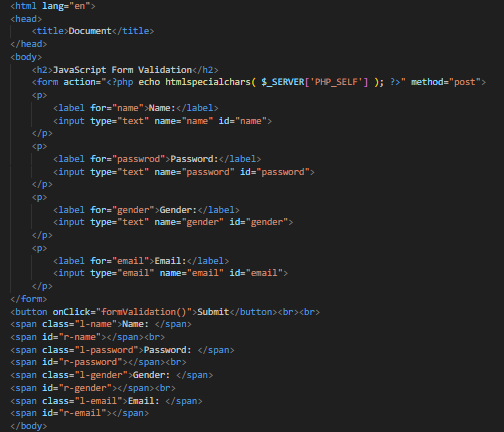 <html lang="en">
<head>
<title>Document</title>
</head>
<body>
<h2>JavaScript Form Validation</h2>
<form action="<?php echo htmlspecialchars( $_SERVER['PHP_SELF'] ); ?>" method="post">
<p>
<label for="name">Name:</label>
<input type="text" name="name" id="name">
</p>
<p>
<label for="passwrod">Password:</label>
<input type="text" name="password" id="password">
</p>
<p>
<label for="gender">Gender:</label>
<input type="text" name="gender" id="gender">
</p>
<p>
<label for="email">Email:</label>
<input type="email" name="email" id="email">
</p>
</form>
<button onClick="formValidation()">Submit</button><br><br>
<span class="l-name">Name: </span>
<span id="r-name"></span><br>
<span class="l-password">Password: </span>
<span id="r-password"></span><br>
<span class="l-gender">Gender: </span>
<span id="r-gender"></span><br>
<span class="l-email">Email: </span>
<span id="r-email"></span>
</body>